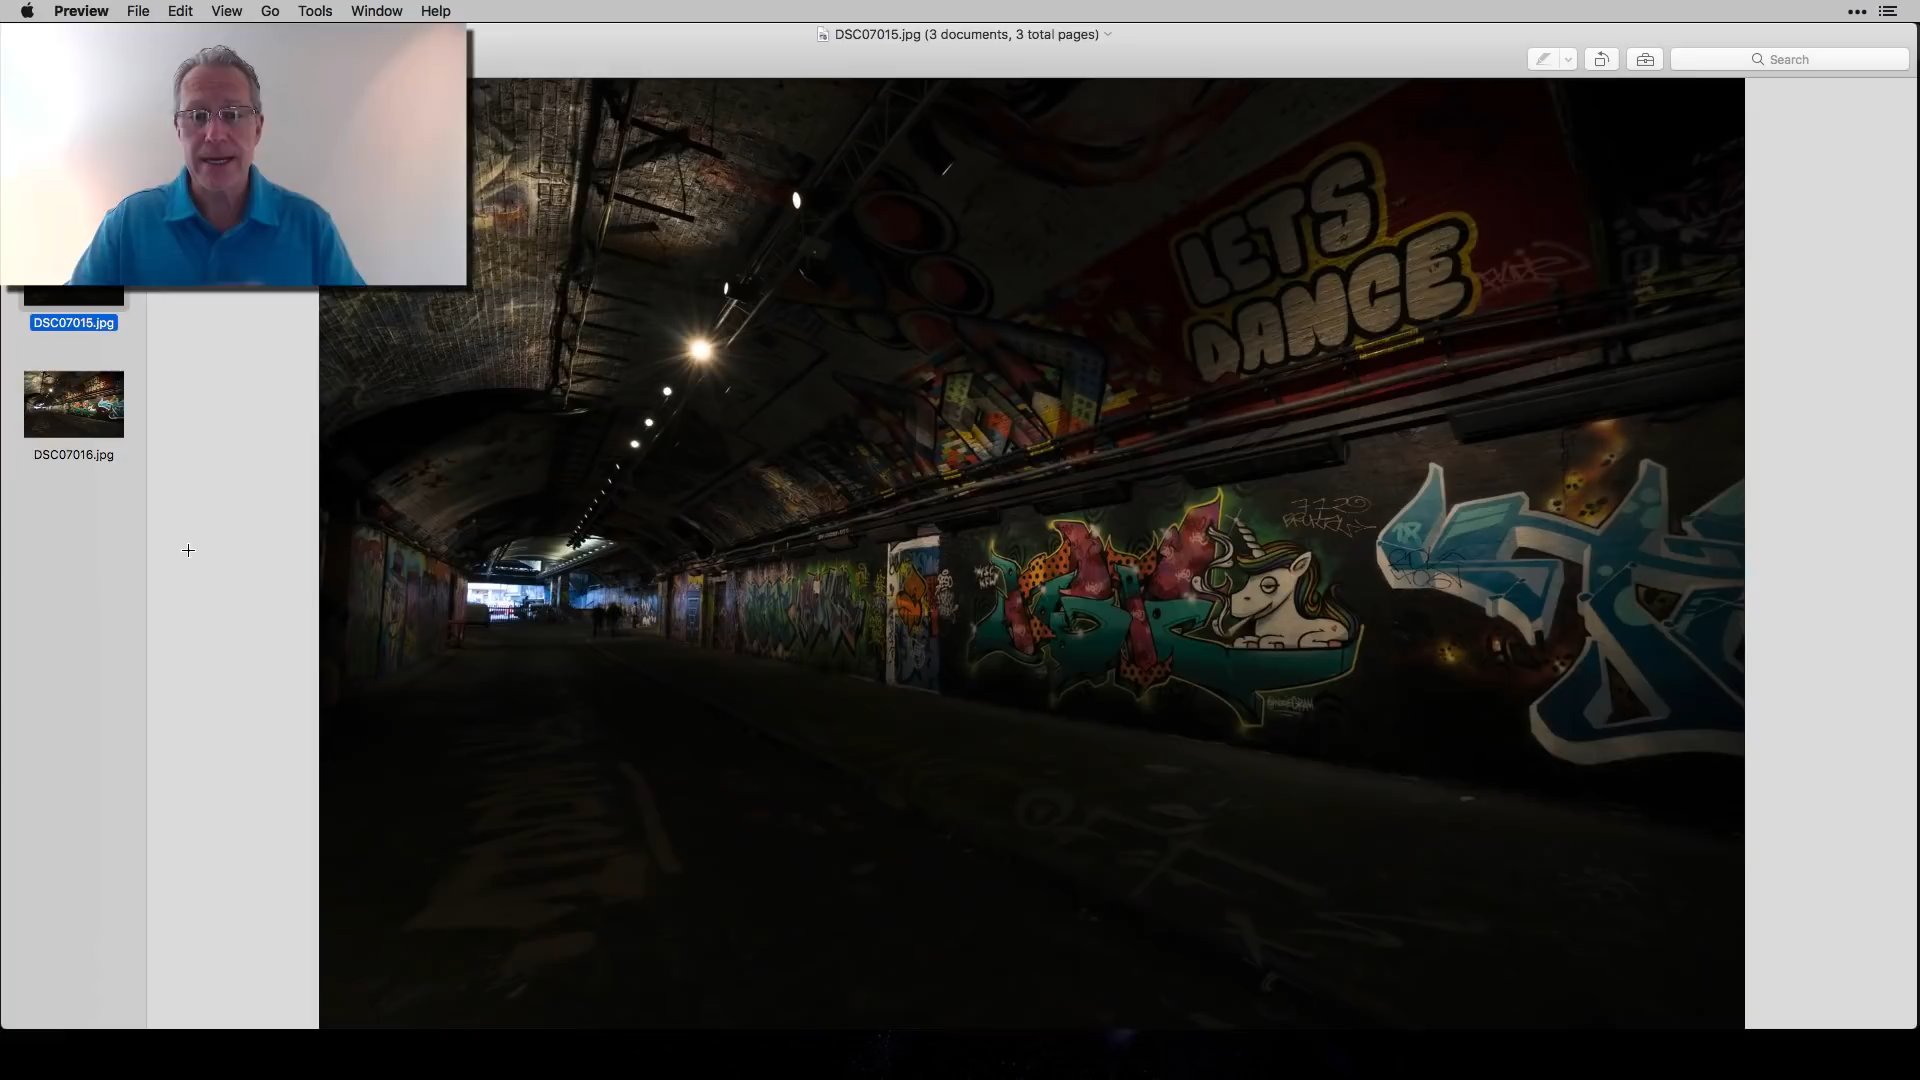 Preview File Edit View Go Tools Window Help
DSC07015.jpg (3 documents, 3 total pages)
Search
DSC07015.jpg
DSC07016.jpg
LETS
DANCE
18